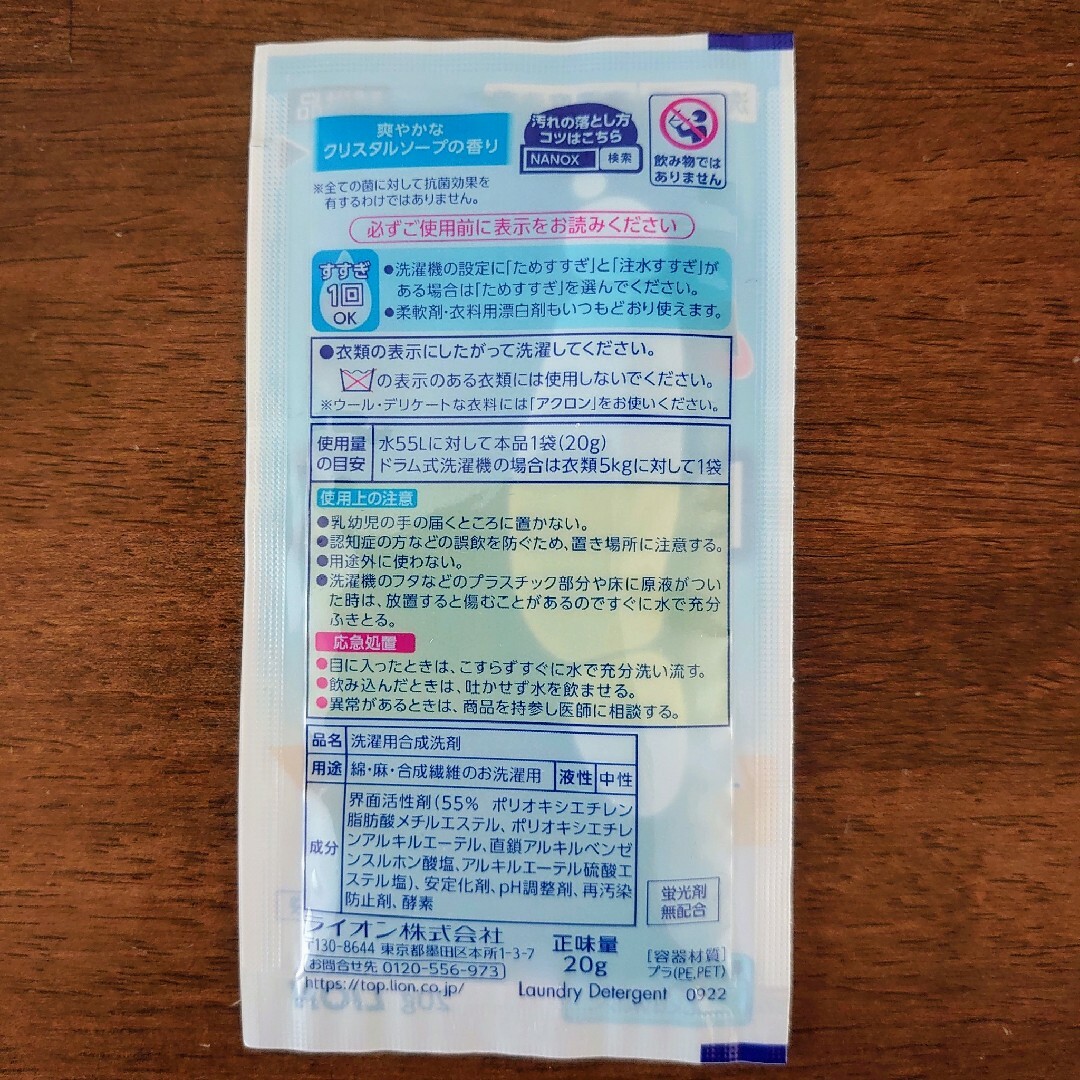 爽やかな
クリスタルソープの香り
汚れの落とし方
コツはこちら
NANOX 検索
飲み物では
ありません
※全ての菌に対して抗菌効果を
有するわけではありません。
必ずご使用前に表示をお読みください
すすぎ
1回
OK
●洗濯機の設定に「ためすすぎ」と「注水すすぎ」が
ある場合は「ためすすぎ」を選んでください。
●柔軟剤・衣料用漂白剤もいつもどおり使えます。
●衣類の表示にしたがって洗濯してください。
の表示のある衣類には使用しないでください。
※ウール・デリケートな衣料には「アクロン」をお使いください。
使用量
の目安
水55Lに対して本品1袋(20g)
ドラム式洗濯機の場合は衣類5kgに対して1袋
使用上の注意
●乳幼児の手の届くところに置かない。
●認知症の方などの誤飲を防ぐため、置き場所に注意する。
●用途外に使わない。
●洗濯機のフタなどのプラスチック部分や床に原液がつい
た時は、放置すると傷むことがあるのですぐに水で充分
ふきとる。
応急処置
●目に入ったときは、こすらずすぐに水で充分洗い流す。
●飲み込んだときは、吐かせず水を飲ませる。
●異常があるときは、商品を持参し医師に相談する。
品名 洗濯用合成洗剤
用途 綿・麻・合成繊維のお洗濯用 液性 中性
成分
界面活性剤(55% ポリオキシエチレン
脂肪酸メチルエステル、ポリオキシエチレ
ンアルキルエーテル、直鎖アルキルベンゼ
ンスルホン酸塩、アルキルエーテル硫酸エ
ステル塩)、安定化剤、pH調整剤、再汚染
防止剤、酵素
蛍光剤
無配合
ライオン株式会社
〒130-8644 東京都墨田区本所1-3-7
お問合せ先 0120-556-973
https://top.lion.co.jp/
正味量
20g
[容器材質]
プラ(PE,PET)
Laundry Detergent 0922